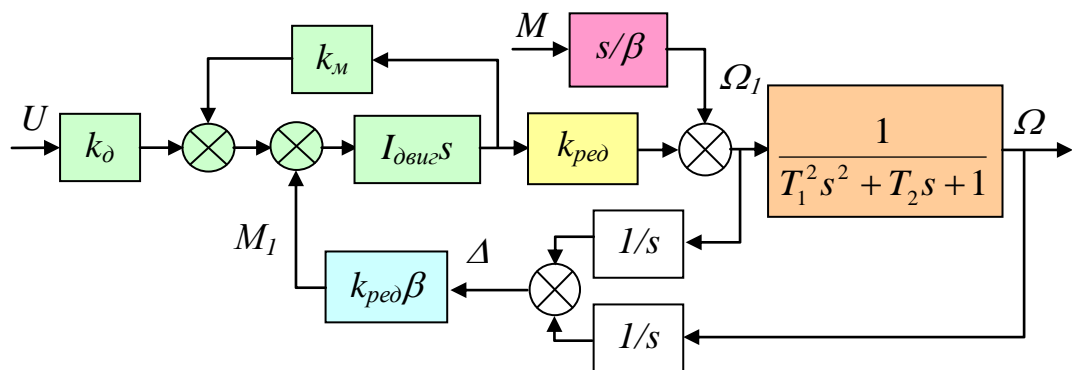 M
s/β
k_м
Ω_1
U
k_д
I_двиг s
k_ред
1
T_1^2 s^2 + T_2 s + 1
Ω
M_1
k_ред β
Δ
1/s
1/s